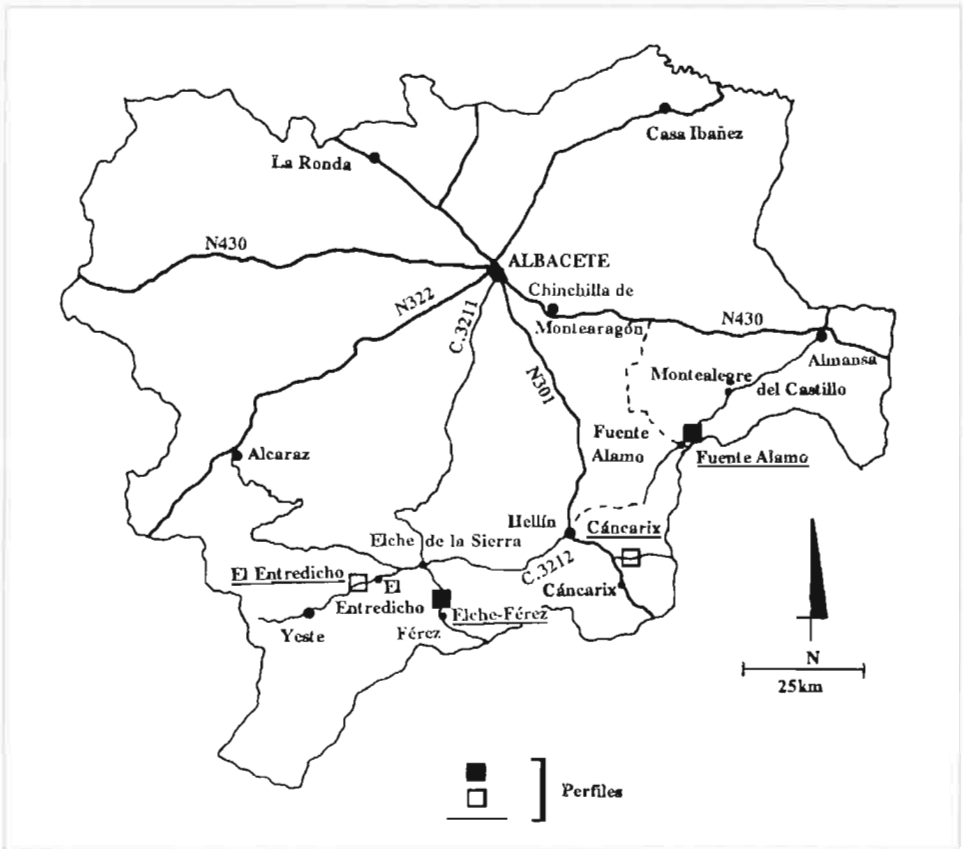 Casa Ibañez
La Ronda
N430
ALBACETE
N322
C.3211
Chinchilla de
Montearagón
N430
N301
Almansa
Montealegre
del Castillo
Fuente
Alamo
Fuente Alamo
Alcaraz
Hellín
Cáncarix
Elche de la Sierra
C.3212
El Entredicho
El
Entredicho
Cáncarix
Elche-Férez
Yeste
Férez
N
25km
Perfiles